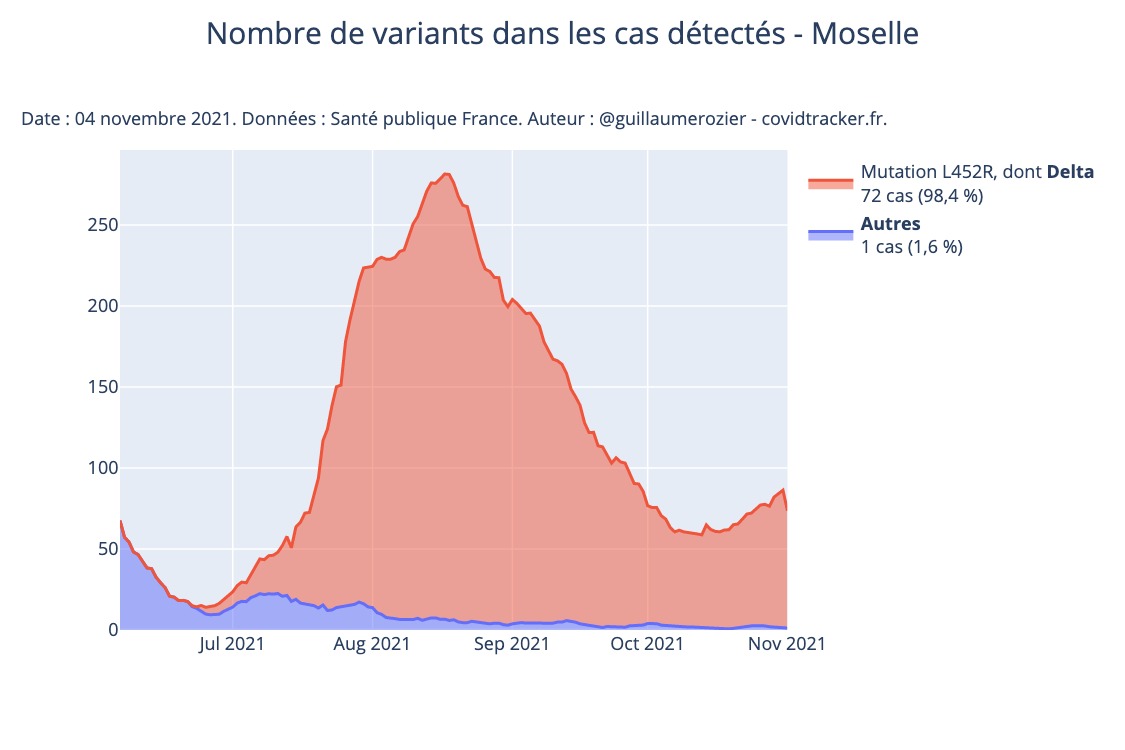 Nombre de variants dans les cas détectés - Moselle
Date : 04 novembre 2021. Données : Santé publique France. Auteur : @guillaumerozier - covidtracker.fr.
Mutation L452R, dont Delta
72 cas (98,4 %)
Autres
1 cas (1,6 %)
250
200
150
100
50
0
Jul 2021
Aug 2021
Sep 2021
Oct 2021
Nov 2021